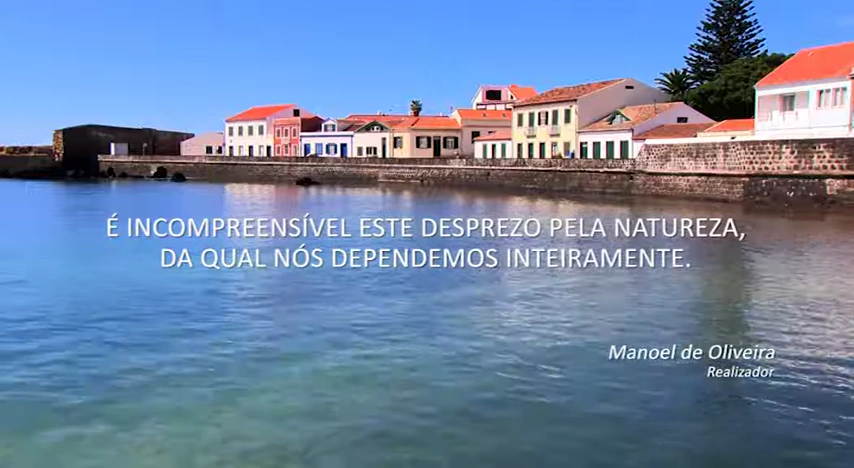 É INCOMPREENSÍVEL ESTE DESPREZO PELA NATUREZA,
DA QUAL NÓS DEPENDEMOS INTEIRAMENTE.
Manoel de Oliveira
Realizador